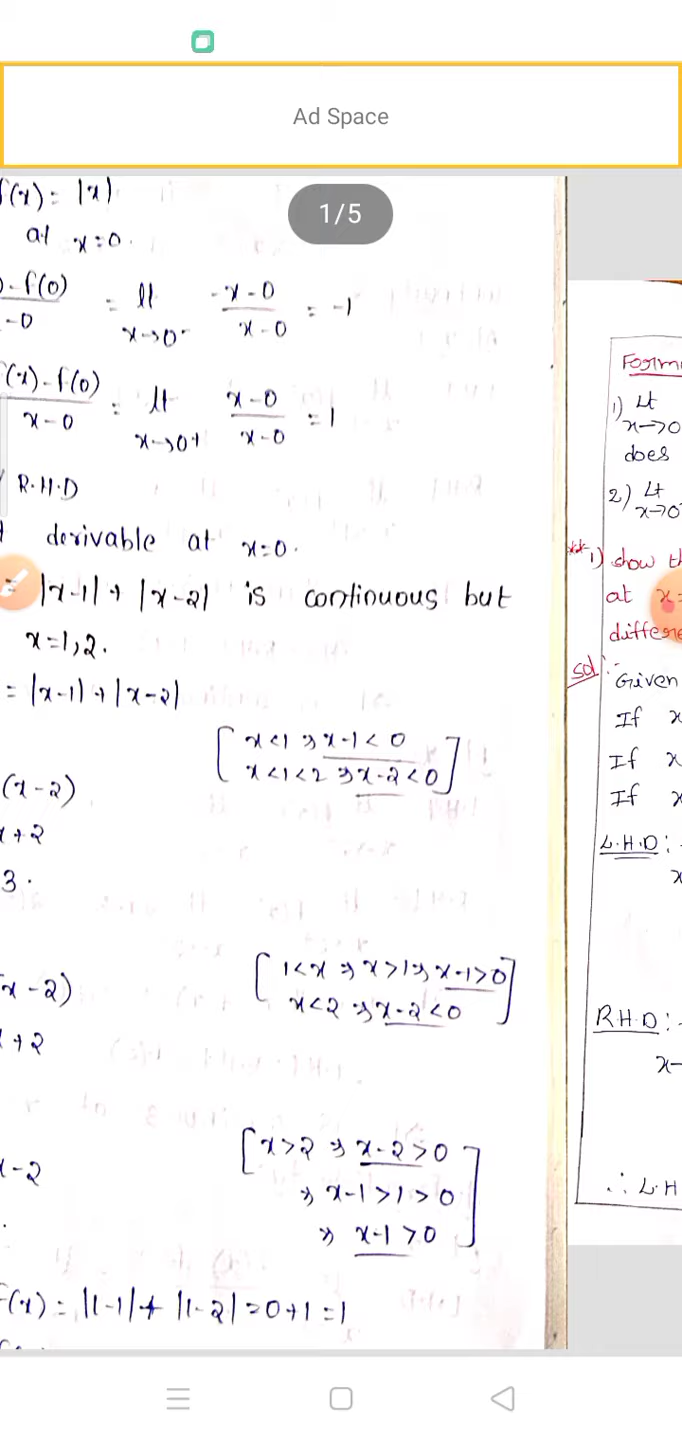 Ad Space
1/5
f(x) = |x|
at x=0.
) - f(0)
-0
= lt
x→0⁻
-x-0
x-0
= -1
(x) - f(0)
x-0
= lt
x→0+
x-0
x-0
= 1
R.H.D
derivable at x=0.
= |x-1| + |x-2| is continuous but
x=1,2.
= |x-1| + |x-2|
[x<1 ⇒ x-1<0
x<1<2 ⇒ x-2<0]
(x-2)
x+2
3.
x-2)
[1<x ⇒ x>1 ⇒ x-1>0
x<2 ⇒ x-2<0]
x+2
[x>2 ⇒ x-2>0
x-2
⇒ x-1>1>0
⇒ x-1>0]
f(x) = |1-1| + |1-2| = 0+1 = 1
Form
1) Lt
x→0
does
2) Lt
x→0
1) show th
at x=
differe
Sol:-
Given
If x
If x
If x
L.H.D:-
x
R.H.D:-
x-
∴ L.H